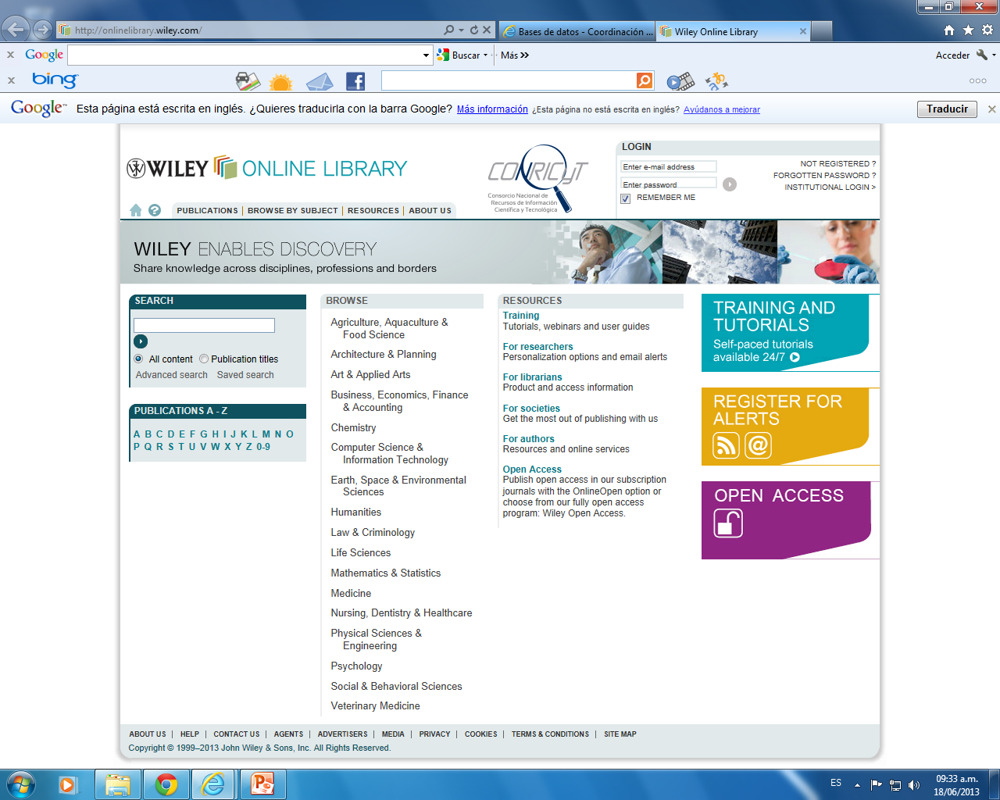 http://onlinelibrary.wiley.com/
Bases de datos - Coordinación ...
Wiley Online Library
x Google Buscar Más Acceder
x bing
Google Esta página está escrita en inglés. ¿Quieres traducirla con la barra Google? Más información ¿Esta página no está escrita en inglés? Ayúdanos a mejorar Traducir
WILEY ONLINE LIBRARY
CONRICyT
Consorcio Nacional de
Recursos de Información
Científica y Tecnológica
LOGIN
Enter e-mail address
Enter password
REMEMBER ME
NOT REGISTERED ?
FORGOTTEN PASSWORD ?
INSTITUTIONAL LOGIN >
PUBLICATIONS | BROWSE BY SUBJECT | RESOURCES | ABOUT US
WILEY ENABLES DISCOVERY
Share knowledge across disciplines, professions and borders
SEARCH
All content Publication titles
Advanced search Saved search
PUBLICATIONS A - Z
A B C D E F G H I J K L M N O
P Q R S T U V W X Y Z 0-9
BROWSE
Agriculture, Aquaculture &
Food Science
Architecture & Planning
Art & Applied Arts
Business, Economics, Finance
& Accounting
Chemistry
Computer Science &
Information Technology
Earth, Space & Environmental
Sciences
Humanities
Law & Criminology
Life Sciences
Mathematics & Statistics
Medicine
Nursing, Dentistry & Healthcare
Physical Sciences &
Engineering
Psychology
Social & Behavioral Sciences
Veterinary Medicine
RESOURCES
Training
Tutorials, webinars and user guides
For researchers
Personalization options and email alerts
For librarians
Product and access information
For societies
Get the most out of publishing with us
For authors
Resources and online services
Open Access
Publish open access in our subscription
journals with the OnlineOpen option or
choose from our fully open access
program: Wiley Open Access.
TRAINING AND
TUTORIALS
Self-paced tutorials
available 24/7
REGISTER FOR
ALERTS
OPEN ACCESS
ABOUT US | HELP | CONTACT US | AGENTS | ADVERTISERS | MEDIA | PRIVACY | COOKIES | TERMS & CONDITIONS | SITE MAP
Copyright © 1999–2013 John Wiley & Sons, Inc. All Rights Reserved.
ES
09:33 a.m.
18/06/2013